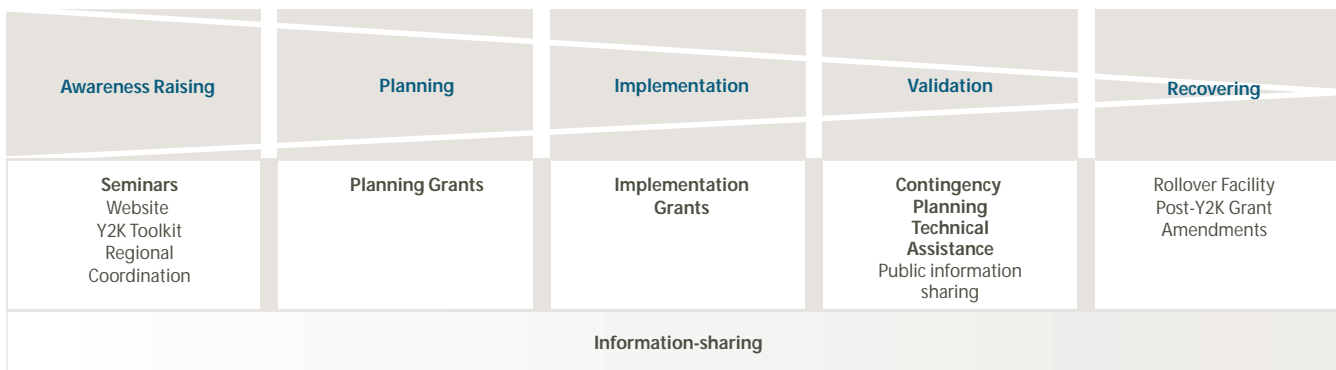 Awareness Raising
Planning
Implementation
Validation
Recovering
Seminars
Website
Y2K Toolkit
Regional
Coordination
Planning Grants
Implementation
Grants
Contingency
Planning
Technical
Assistance
Public information
sharing
Rollover Facility
Post-Y2K Grant
Amendments
Information-sharing